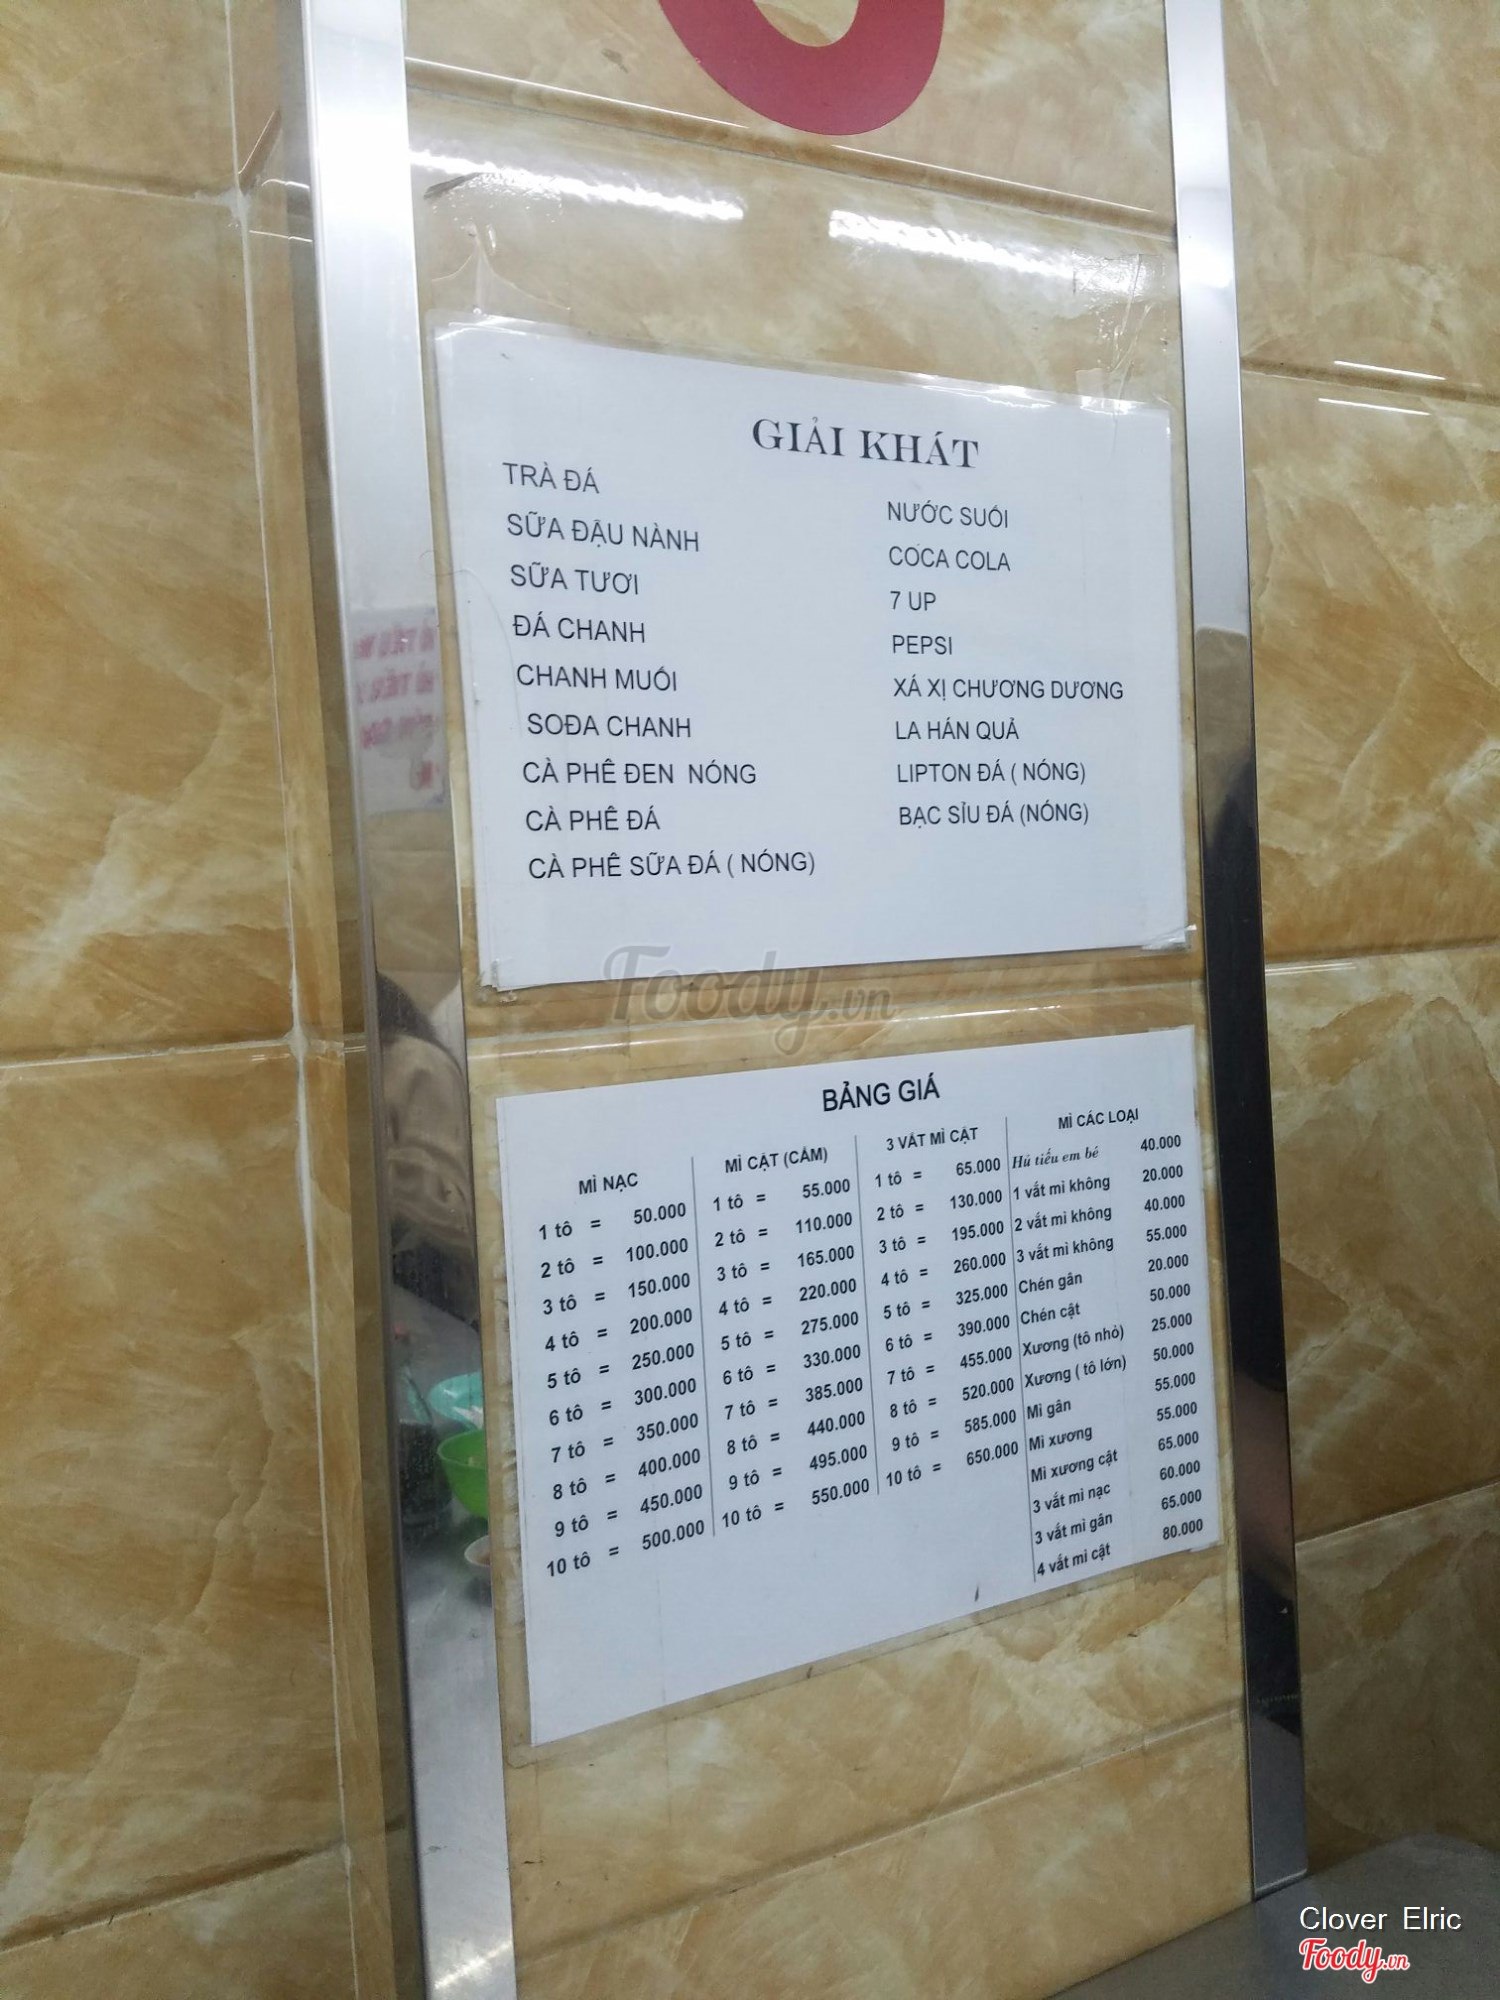 GIẢI KHÁT
TRÀ ĐÁ
SỮA ĐẬU NÀNH
SỮA TƯƠI
ĐÁ CHANH
CHANH MUỐI
SOĐA CHANH
CÀ PHÊ ĐEN NÓNG
CÀ PHÊ ĐÁ
CÀ PHÊ SỮA ĐÁ ( NÓNG)
NƯỚC SUỐI
COCA COLA
7 UP
PEPSI
XÁ XỊ CHƯƠNG DƯƠNG
LA HÁN QUẢ
LIPTON ĐÁ ( NÓNG)
BẠC SỈU ĐÁ (NÓNG)
Foody.vn
BẢNG GIÁ
MÌ NẠC
1 tô = 50.000
2 tô = 100.000
3 tô = 150.000
4 tô = 200.000
5 tô = 250.000
6 tô = 300.000
7 tô = 350.000
8 tô = 400.000
9 tô = 450.000
10 tô = 500.000
MÌ CẬT (CẦM)
1 tô = 55.000
2 tô = 110.000
3 tô = 165.000
4 tô = 220.000
5 tô = 275.000
6 tô = 330.000
7 tô = 385.000
8 tô = 440.000
9 tô = 495.000
10 tô = 550.000
3 VẮT MÌ CẬT
1 tô = 65.000
2 tô = 130.000
3 tô = 195.000
4 tô = 260.000
5 tô = 325.000
6 tô = 390.000
7 tô = 455.000
8 tô = 520.000
9 tô = 585.000
10 tô = 650.000
MÌ CÁC LOẠI
Hủ tiếu em bé 40.000
1 vắt mì không 20.000
2 vắt mì không 40.000
3 vắt mì không 55.000
Chén gân 20.000
Chén cật 50.000
Xương (tô nhỏ) 25.000
Xương ( tô lớn) 50.000
Mì gân 55.000
Mì xương 55.000
Mì xương cật 65.000
3 vắt mì nạc 60.000
3 vắt mì gân 65.000
4 vắt mì cật 80.000
Clover Elric
Foody.vn